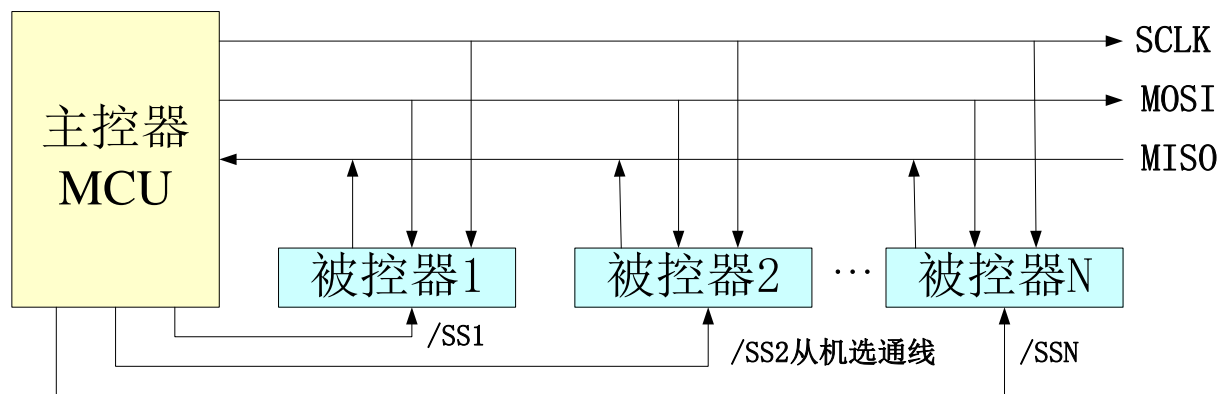 SCLK
MOSI
MISO
主控器
MCU
被控器1
被控器2
…
被控器N
/SS1
/SS2从机选通线
/SSN